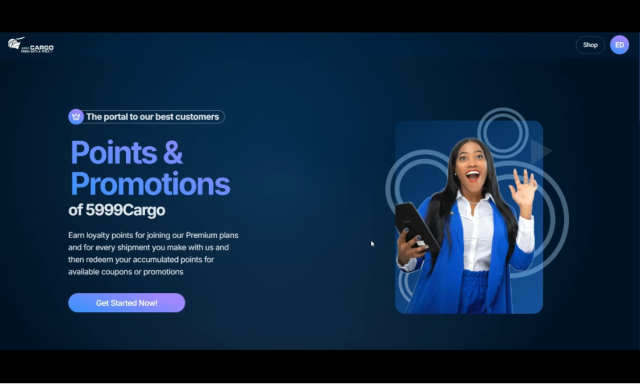 CARGO
Shop
ED
The portal to our best customers
Points &
Promotions
of 5999Cargo
Earn loyalty points for joining our Premium plans
and for every shipment you make with us and
then redeem your accumulated points for
available coupons or promotions
Get Started Now!